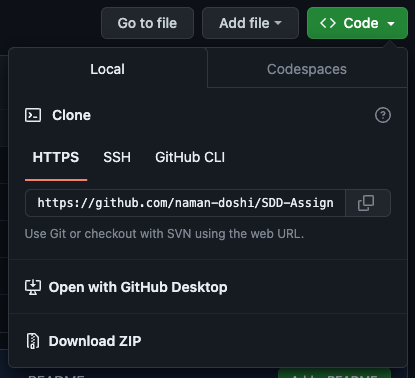 Go to file Add file <> Code
Local Codespaces
Clone
HTTPS SSH GitHub CLI
https://github.com/naman-doshi/SDD-Assign
Use Git or checkout with SVN using the web URL.
Open with GitHub Desktop
Download ZIP
README